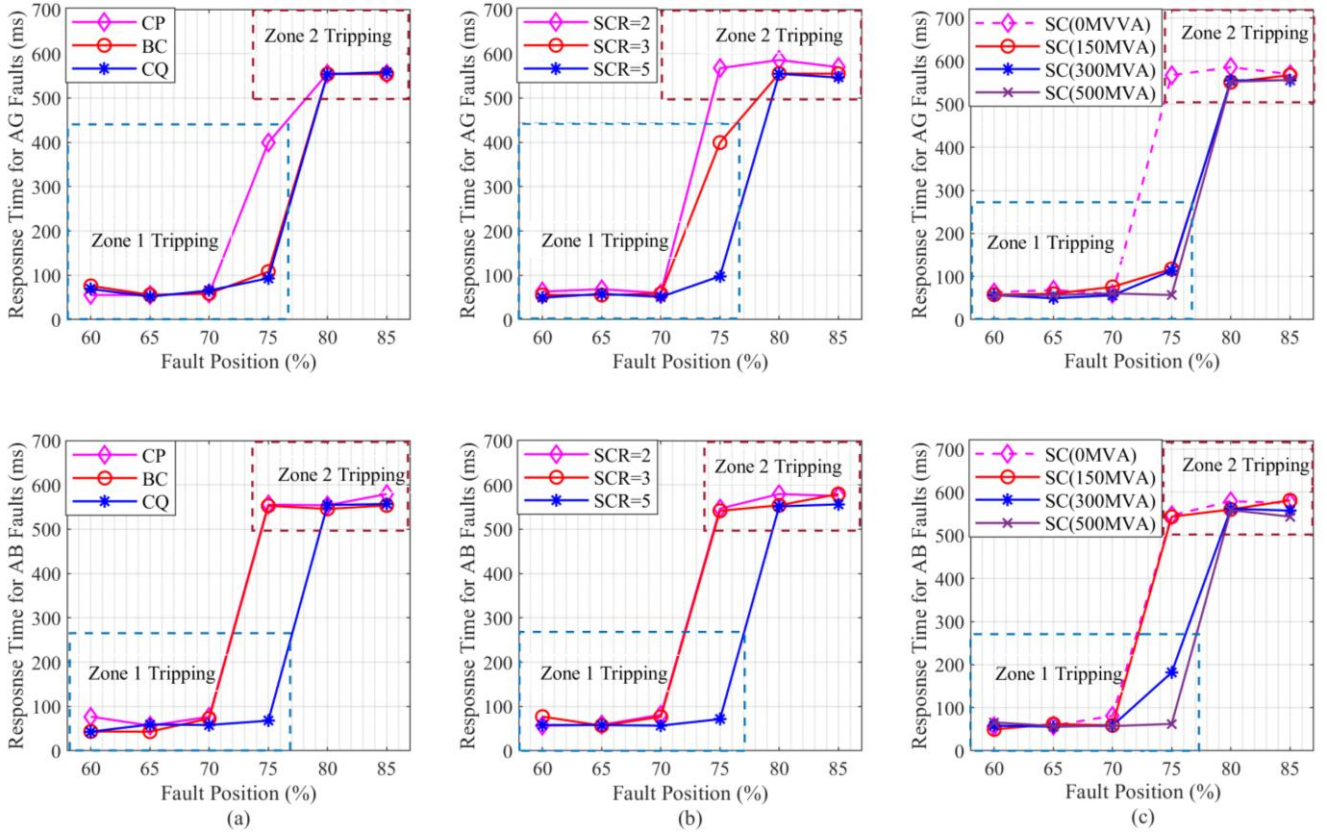 700
600
500
400
300
200
100
0
Resposnse Time for AG Faults (ms)
CP
BC
CQ
Zone 2 Tripping
Zone 1 Tripping
60 65 70 75 80 85
Fault Position (%)
700
600
500
400
300
200
100
0
Resposnse Time for AG Faults (ms)
SCR=2
SCR=3
SCR=5
Zone 2 Tripping
Zone 1 Tripping
60 65 70 75 80 85
Fault Position (%)
700
600
500
400
300
200
100
0
Resposnse Time for AG Faults (ms)
SC(0MVVA)
SC(150MVA)
SC(300MVA)
SC(500MVA)
Zone 2 Tripping
Zone 1 Tripping
60 65 70 75 80 85
Fault Position (%)
700
600
500
400
300
200
100
0
Resposnse Time for AB Faults (ms)
CP
BC
CQ
Zone 2 Tripping
Zone 1 Tripping
60 65 70 75 80 85
Fault Position (%)
(a)
700
600
500
400
300
200
100
0
Resposnse Time for AB Faults (ms)
SCR=2
SCR=3
SCR=5
Zone 2 Tripping
Zone 1 Tripping
60 65 70 75 80 85
Fault Position (%)
(b)
700
600
500
400
300
200
100
0
Resposnse Time for AB Faults (ms)
SC(0MVA)
SC(150MVA)
SC(300MVA)
SC(500MVA)
Zone 2 Tripping
Zone 1 Tripping
60 65 70 75 80 85
Fault Position (%)
(c)